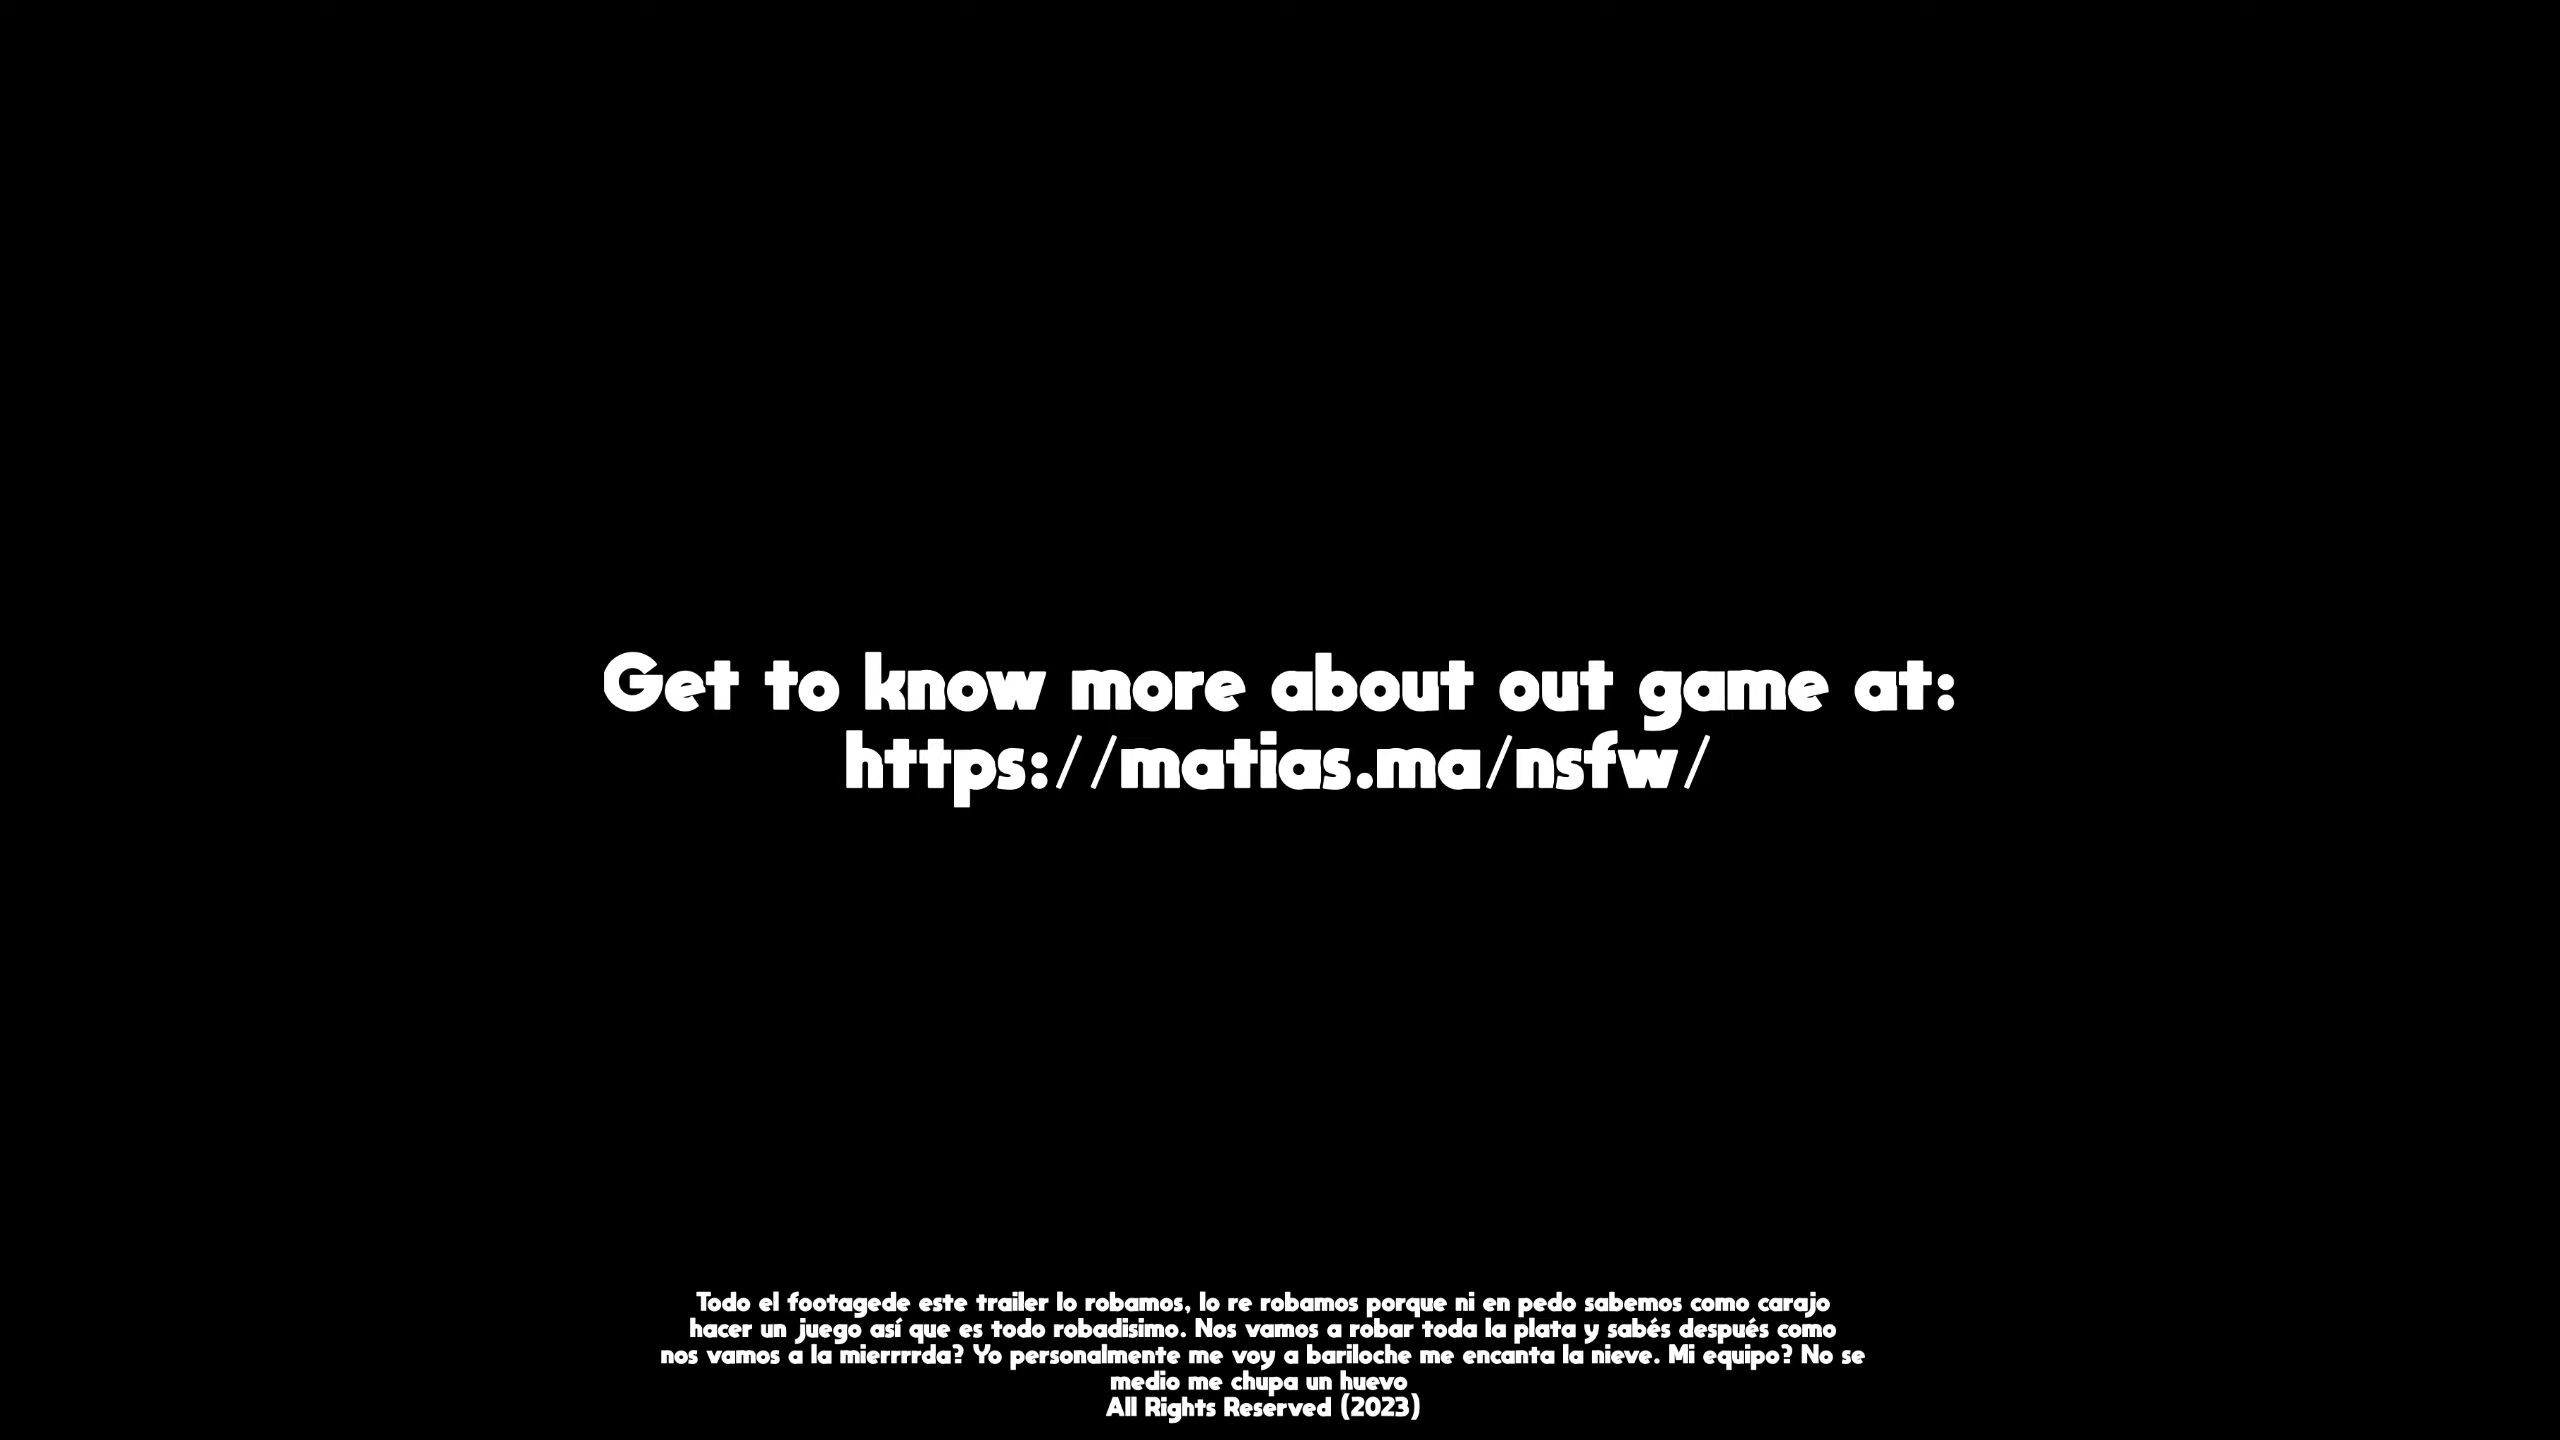 Get to know more about out game at:
https://matias.ma/nsfw/
Todo el footagede este trailer lo robamos, lo re robamos porque ni en pedo sabemos como carajo
hacer un juego así que es todo robadisimo. Nos vamos a robar toda la plata y sabés después como
nos vamos a la mierrrrda? Yo personalmente me voy a bariloche me encanta la nieve. Mi equipo? No se
medio me chupa un huevo
All Rights Reserved (2023)